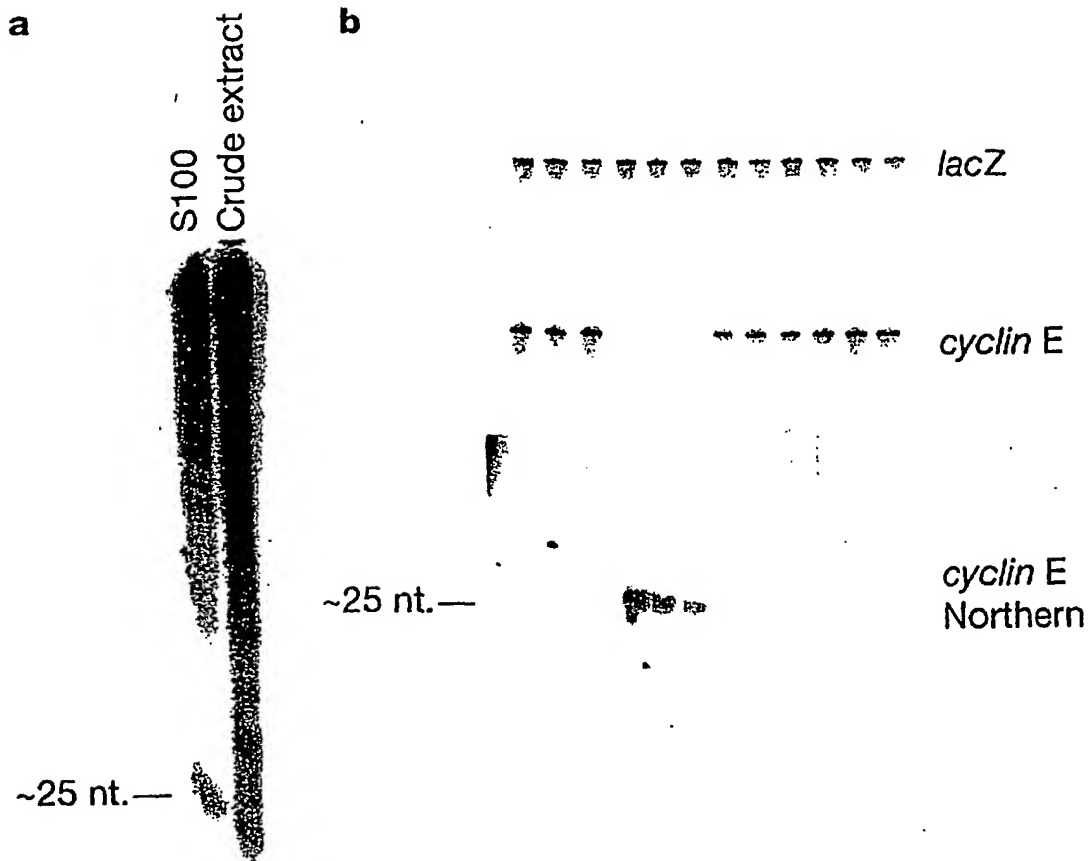 a
b
S100
Crude extract
lacZ
cyclin E
~25 nt.—
cyclin E
Northern
~25 nt.—